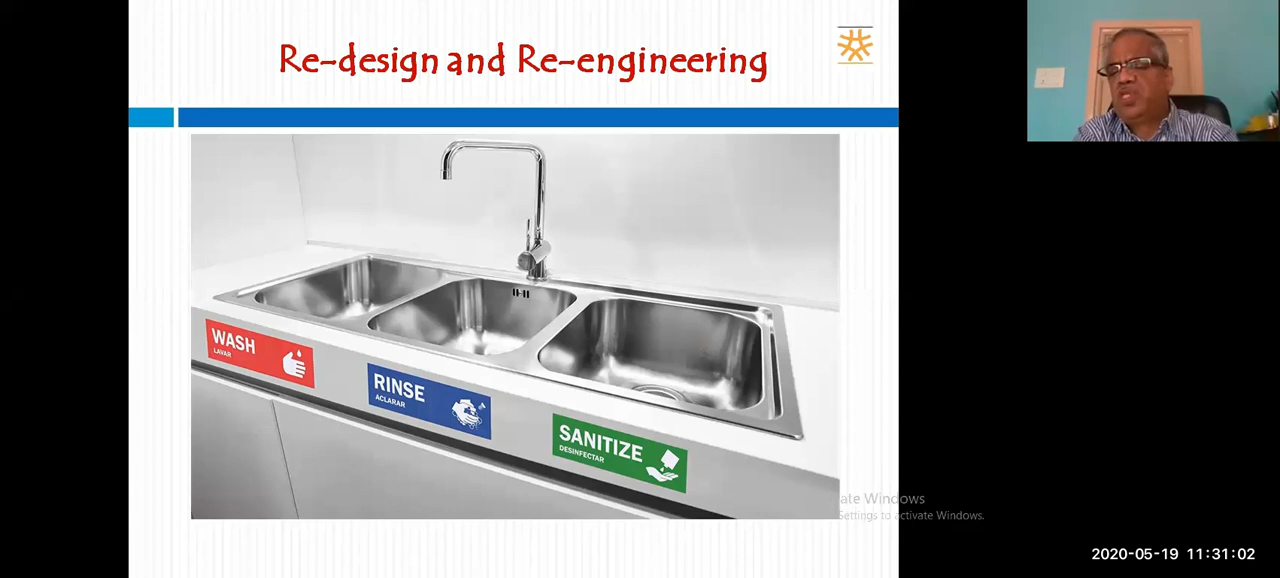 Re-design and Re-engineering
WASH
LAVAR
RINSE
ACLARAR
SANITIZE
DESINFECTAR
ate Windows
Settings to activate Windows.
2020-05-19 11:31:02